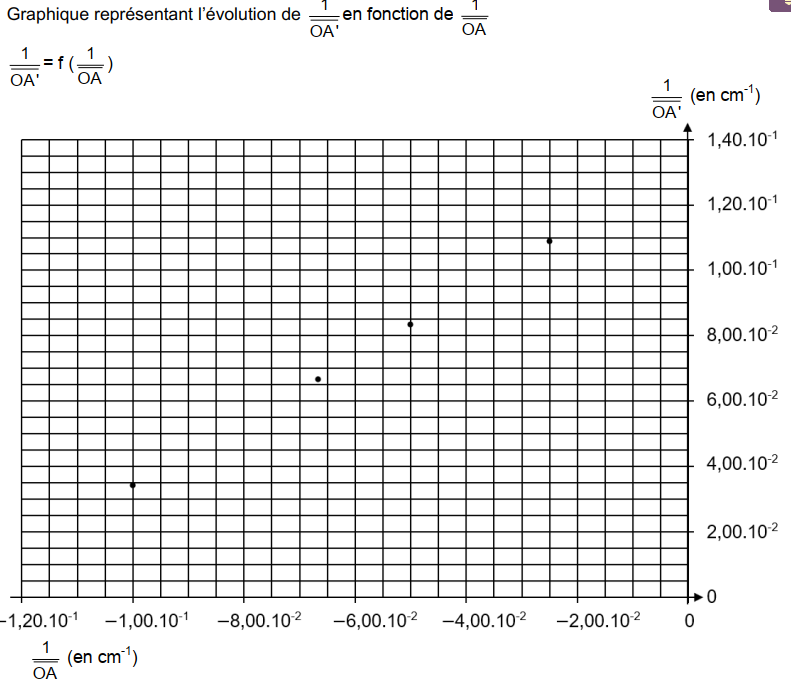 Graphique représentant l'évolution de 1/OA' en fonction de 1/OA
1/OA' = f ( 1/OA )
1/OA' (en cm⁻¹)
1,40.10⁻¹
1,20.10⁻¹
1,00.10⁻¹
8,00.10⁻²
6,00.10⁻²
4,00.10⁻²
2,00.10⁻²
0
−1,20.10⁻¹ −1,00.10⁻¹ −8,00.10⁻² −6,00.10⁻² −4,00.10⁻² −2,00.10⁻² 0
1/OA (en cm⁻¹)